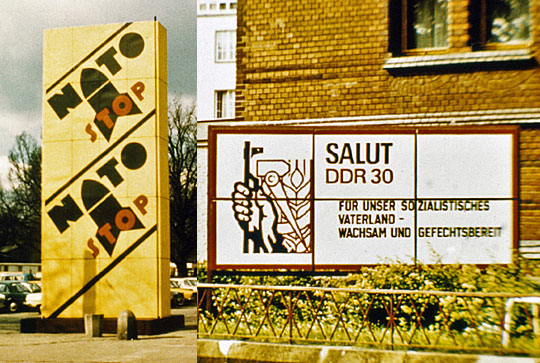 NATO
STOP
NATO
STOP
SALUT
DDR 30
FÜR UNSER SOZIALISTISCHES
VATERLAND -
WACHSAM UND GEFECHTSBEREIT